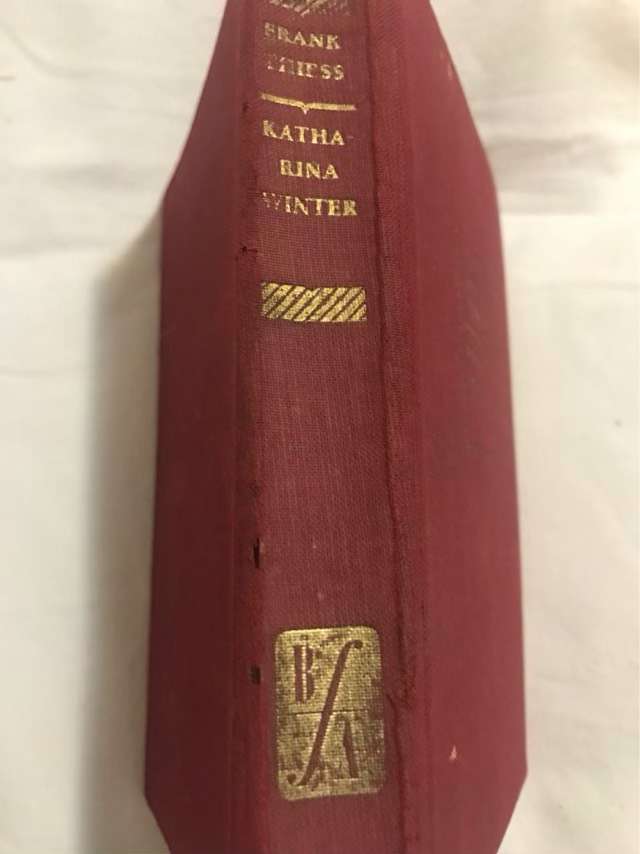 FRANK
THIESS
KATHA-
RINA
WINTER
B
f
A